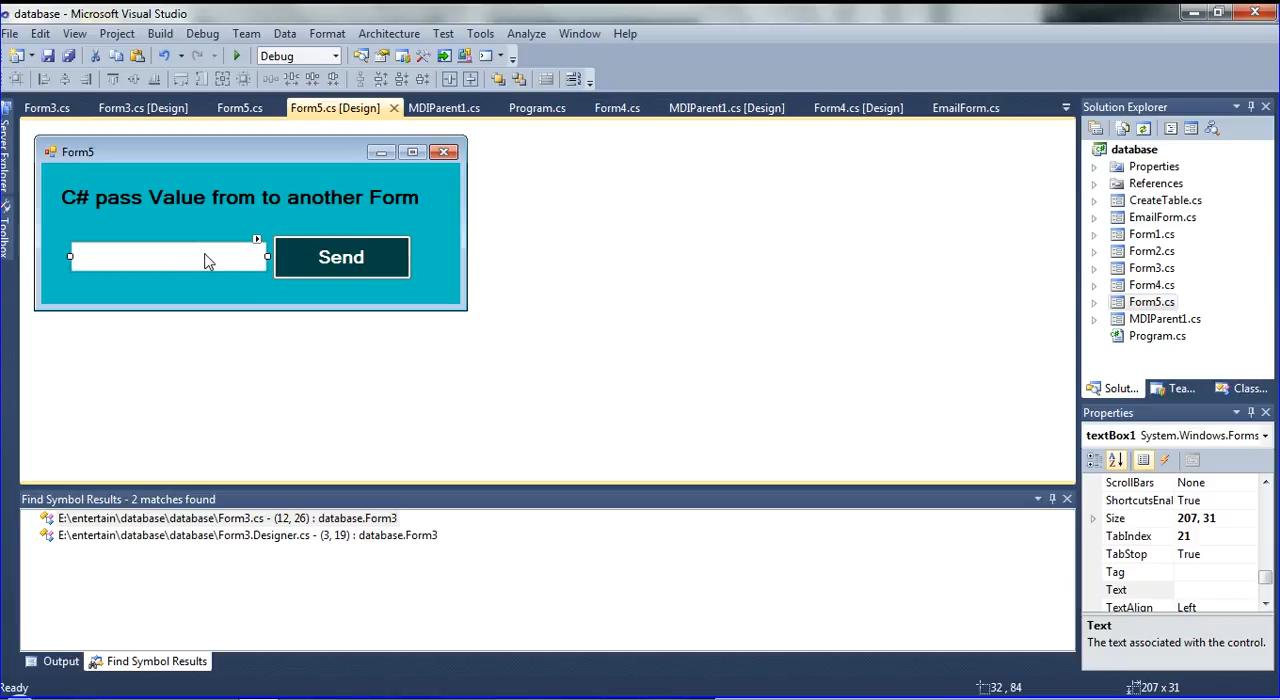 database - Microsoft Visual Studio
File Edit View Project Build Debug Team Data Format Architecture Test Tools Analyze Window Help
Debug
Form3.cs Form3.cs [Design] Form5.cs Form5.cs [Design] MDIParent1.cs Program.cs Form4.cs MDIParent1.cs [Design] Form4.cs [Design] EmailForm.cs
Server Explorer
Toolbox
Form5
C# pass Value from to another Form
Send
Solution Explorer
database
Properties
References
CreateTable.cs
EmailForm.cs
Form1.cs
Form2.cs
Form3.cs
Form4.cs
Form5.cs
MDIParent1.cs
Program.cs
Solut... Tea... Class...
Properties
textBox1 System.Windows.Forms
ScrollBars None
ShortcutsEnal True
Size 207, 31
TabIndex 21
TabStop True
Tag
Text
TextAlign Left
Text
The text associated with the control.
Find Symbol Results - 2 matches found
E:\entertain\database\database\Form3.cs - (12, 26) : database.Form3
E:\entertain\database\database\Form3.Designer.cs - (3, 19) : database.Form3
Output Find Symbol Results
Ready 32 , 84 207 x 31